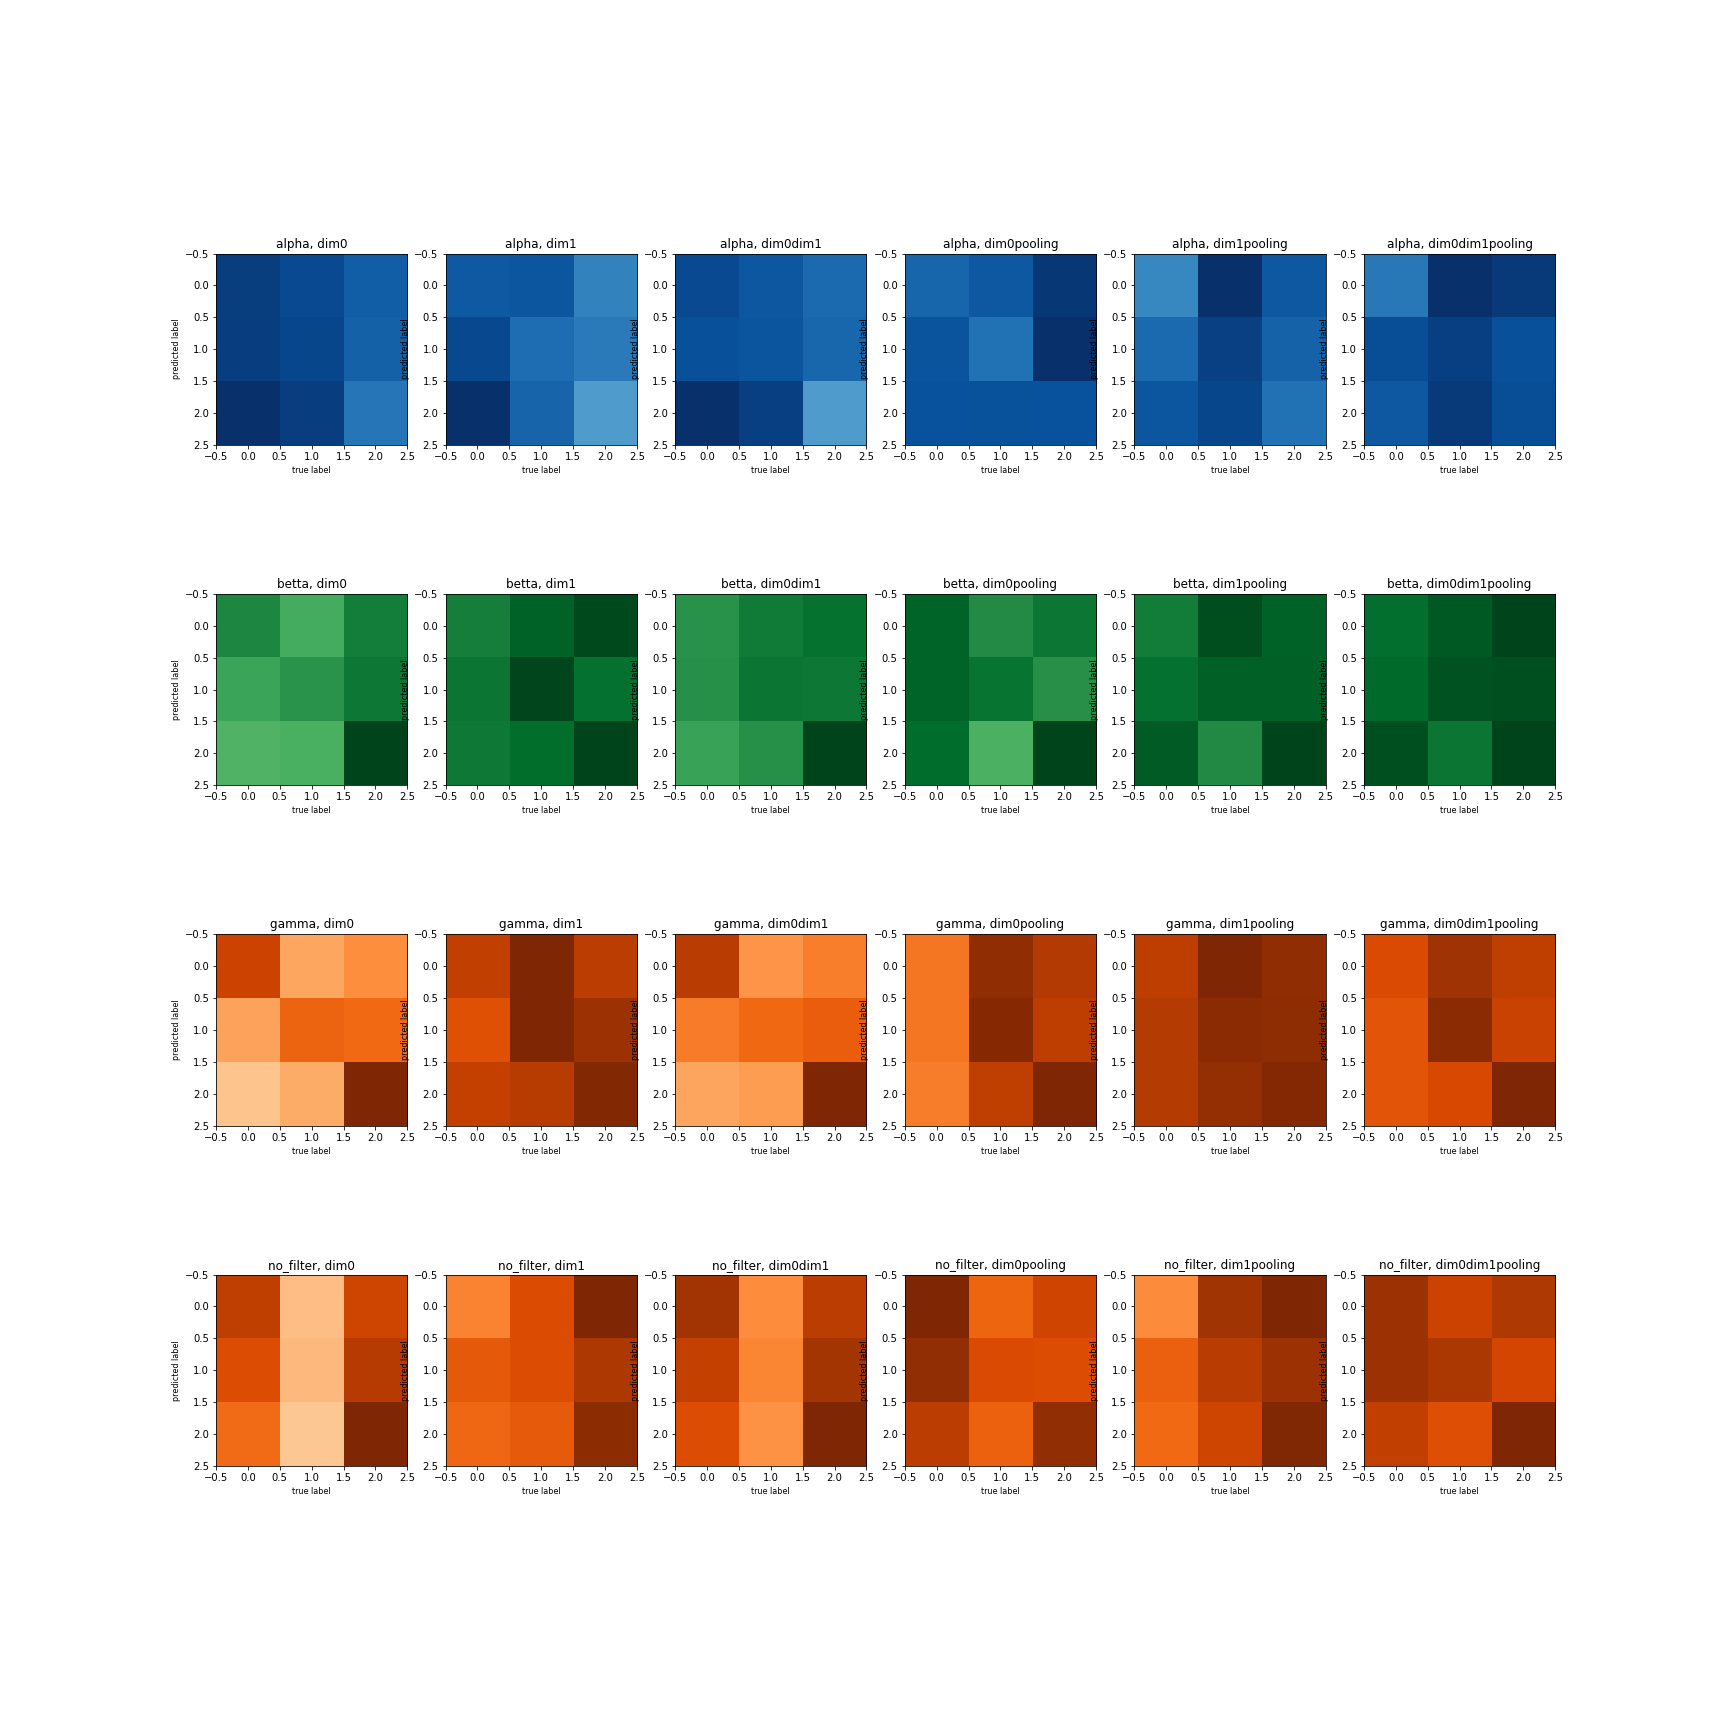 alpha, dim0 alpha, dim1 alpha, dim0dim1 alpha, dim0pooling alpha, dim1pooling alpha, dim0dim1pooling
−0.5 −0.5 −0.5 −0.5 −0.5 −0.5
0.0 0.0 0.0 0.0 0.0 0.0
0.5 0.5 0.5 0.5 0.5 0.5
predicted label predicted label predicted label predicted label predicted label predicted label
1.0 1.0 1.0 1.0 1.0 1.0
1.5 1.5 1.5 1.5 1.5 1.5
2.0 2.0 2.0 2.0 2.0 2.0
2.5 2.5 2.5 2.5 2.5 2.5
−0.5 0.0 0.5 1.0 1.5 2.0 2.5 −0.5 0.0 0.5 1.0 1.5 2.0 2.5 −0.5 0.0 0.5 1.0 1.5 2.0 2.5 −0.5 0.0 0.5 1.0 1.5 2.0 2.5 −0.5 0.0 0.5 1.0 1.5 2.0 2.5 −0.5 0.0 0.5 1.0 1.5 2.0 2.5
true label true label true label true label true label true label
betta, dim0 betta, dim1 betta, dim0dim1 betta, dim0pooling betta, dim1pooling betta, dim0dim1pooling
−0.5 −0.5 −0.5 −0.5 −0.5 −0.5
0.0 0.0 0.0 0.0 0.0 0.0
0.5 0.5 0.5 0.5 0.5 0.5
predicted label predicted label predicted label predicted label predicted label predicted label
1.0 1.0 1.0 1.0 1.0 1.0
1.5 1.5 1.5 1.5 1.5 1.5
2.0 2.0 2.0 2.0 2.0 2.0
2.5 2.5 2.5 2.5 2.5 2.5
−0.5 0.0 0.5 1.0 1.5 2.0 2.5 −0.5 0.0 0.5 1.0 1.5 2.0 2.5 −0.5 0.0 0.5 1.0 1.5 2.0 2.5 −0.5 0.0 0.5 1.0 1.5 2.0 2.5 −0.5 0.0 0.5 1.0 1.5 2.0 2.5 −0.5 0.0 0.5 1.0 1.5 2.0 2.5
true label true label true label true label true label true label
gamma, dim0 gamma, dim1 gamma, dim0dim1 gamma, dim0pooling gamma, dim1pooling gamma, dim0dim1pooling
−0.5 −0.5 −0.5 −0.5 −0.5 −0.5
0.0 0.0 0.0 0.0 0.0 0.0
0.5 0.5 0.5 0.5 0.5 0.5
predicted label predicted label predicted label predicted label predicted label predicted label
1.0 1.0 1.0 1.0 1.0 1.0
1.5 1.5 1.5 1.5 1.5 1.5
2.0 2.0 2.0 2.0 2.0 2.0
2.5 2.5 2.5 2.5 2.5 2.5
−0.5 0.0 0.5 1.0 1.5 2.0 2.5 −0.5 0.0 0.5 1.0 1.5 2.0 2.5 −0.5 0.0 0.5 1.0 1.5 2.0 2.5 −0.5 0.0 0.5 1.0 1.5 2.0 2.5 −0.5 0.0 0.5 1.0 1.5 2.0 2.5 −0.5 0.0 0.5 1.0 1.5 2.0 2.5
true label true label true label true label true label true label
no_filter, dim0 no_filter, dim1 no_filter, dim0dim1 no_filter, dim0pooling no_filter, dim1pooling no_filter, dim0dim1pooling
−0.5 −0.5 −0.5 −0.5 −0.5 −0.5
0.0 0.0 0.0 0.0 0.0 0.0
0.5 0.5 0.5 0.5 0.5 0.5
predicted label predicted label predicted label predicted label predicted label predicted label
1.0 1.0 1.0 1.0 1.0 1.0
1.5 1.5 1.5 1.5 1.5 1.5
2.0 2.0 2.0 2.0 2.0 2.0
2.5 2.5 2.5 2.5 2.5 2.5
−0.5 0.0 0.5 1.0 1.5 2.0 2.5 −0.5 0.0 0.5 1.0 1.5 2.0 2.5 −0.5 0.0 0.5 1.0 1.5 2.0 2.5 −0.5 0.0 0.5 1.0 1.5 2.0 2.5 −0.5 0.0 0.5 1.0 1.5 2.0 2.5 −0.5 0.0 0.5 1.0 1.5 2.0 2.5
true label true label true label true label true label true label